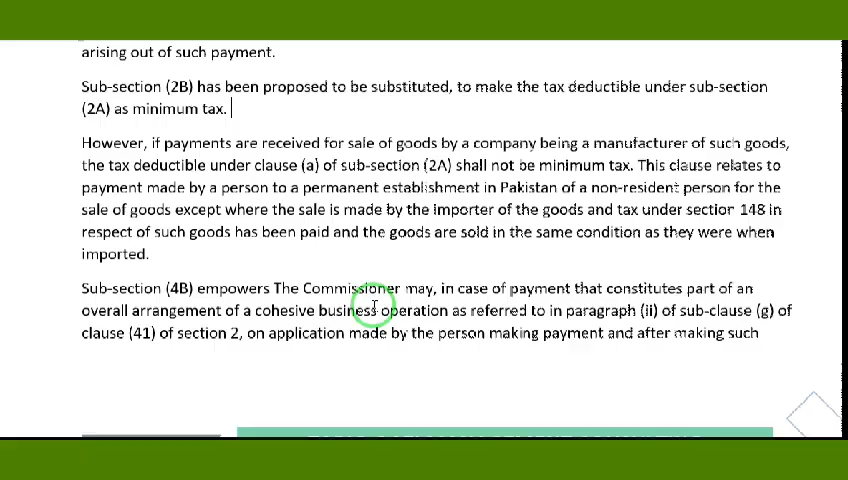 arising out of such payment.
Sub-section (2B) has been proposed to be substituted, to make the tax deductible under sub-section
(2A) as minimum tax.
However, if payments are received for sale of goods by a company being a manufacturer of such goods,
the tax deductible under clause (a) of sub-section (2A) shall not be minimum tax. This clause relates to
payment made by a person to a permanent establishment in Pakistan of a non-resident person for the
sale of goods except where the sale is made by the importer of the goods and tax under section 148 in
respect of such goods has been paid and the goods are sold in the same condition as they were when
imported.
Sub-section (4B) empowers The Commissioner may, in case of payment that constitutes part of an
overall arrangement of a cohesive business operation as referred to in paragraph (ii) of sub-clause (g) of
clause (41) of section 2, on application made by the person making payment and after making such